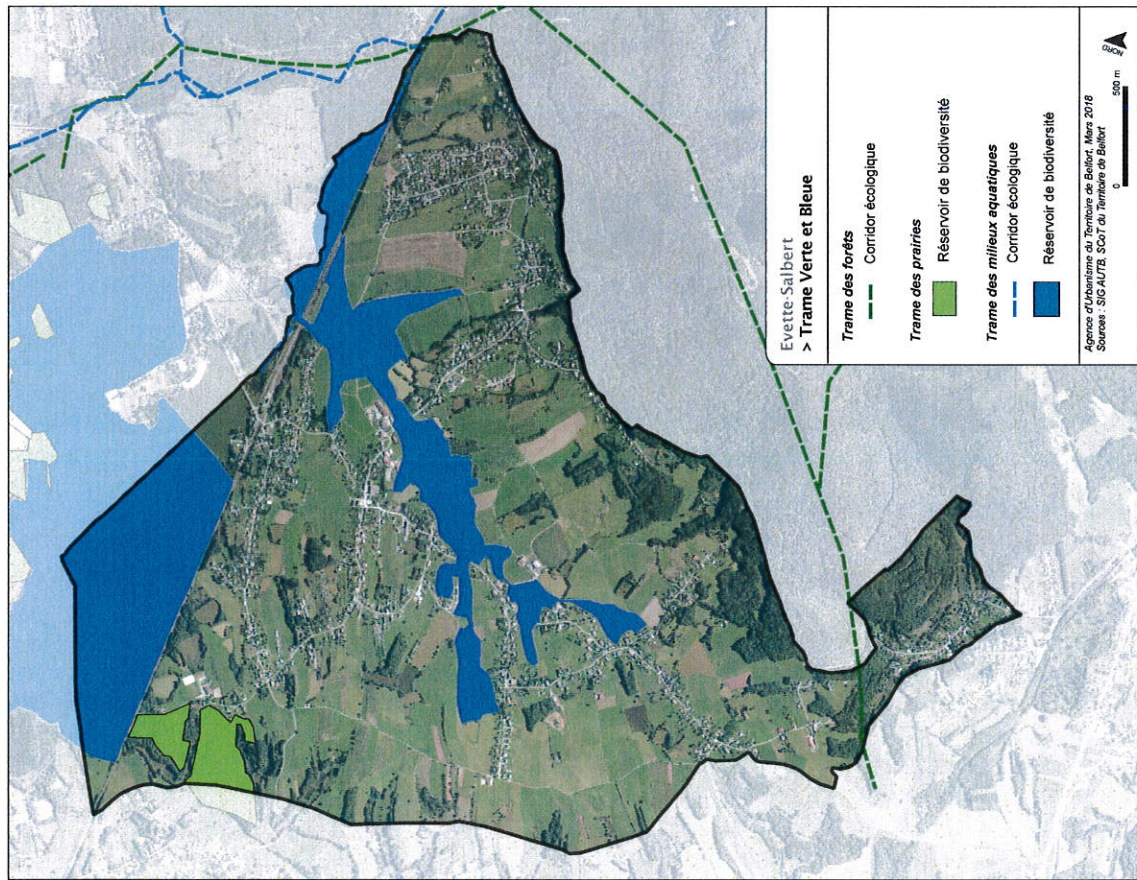 Evette-Salbert
> Trame Verte et Bleue
Trame des forêts
Corridor écologique
Trame des prairies
Réservoir de biodiversité
Trame des milieux aquatiques
Corridor écologique
Réservoir de biodiversité
Agence d'Urbanisme du Territoire de Belfort, Mars 2018
Sources : SIG AUTB, SCoT du Territoire de Belfort
0 500 m
NORD